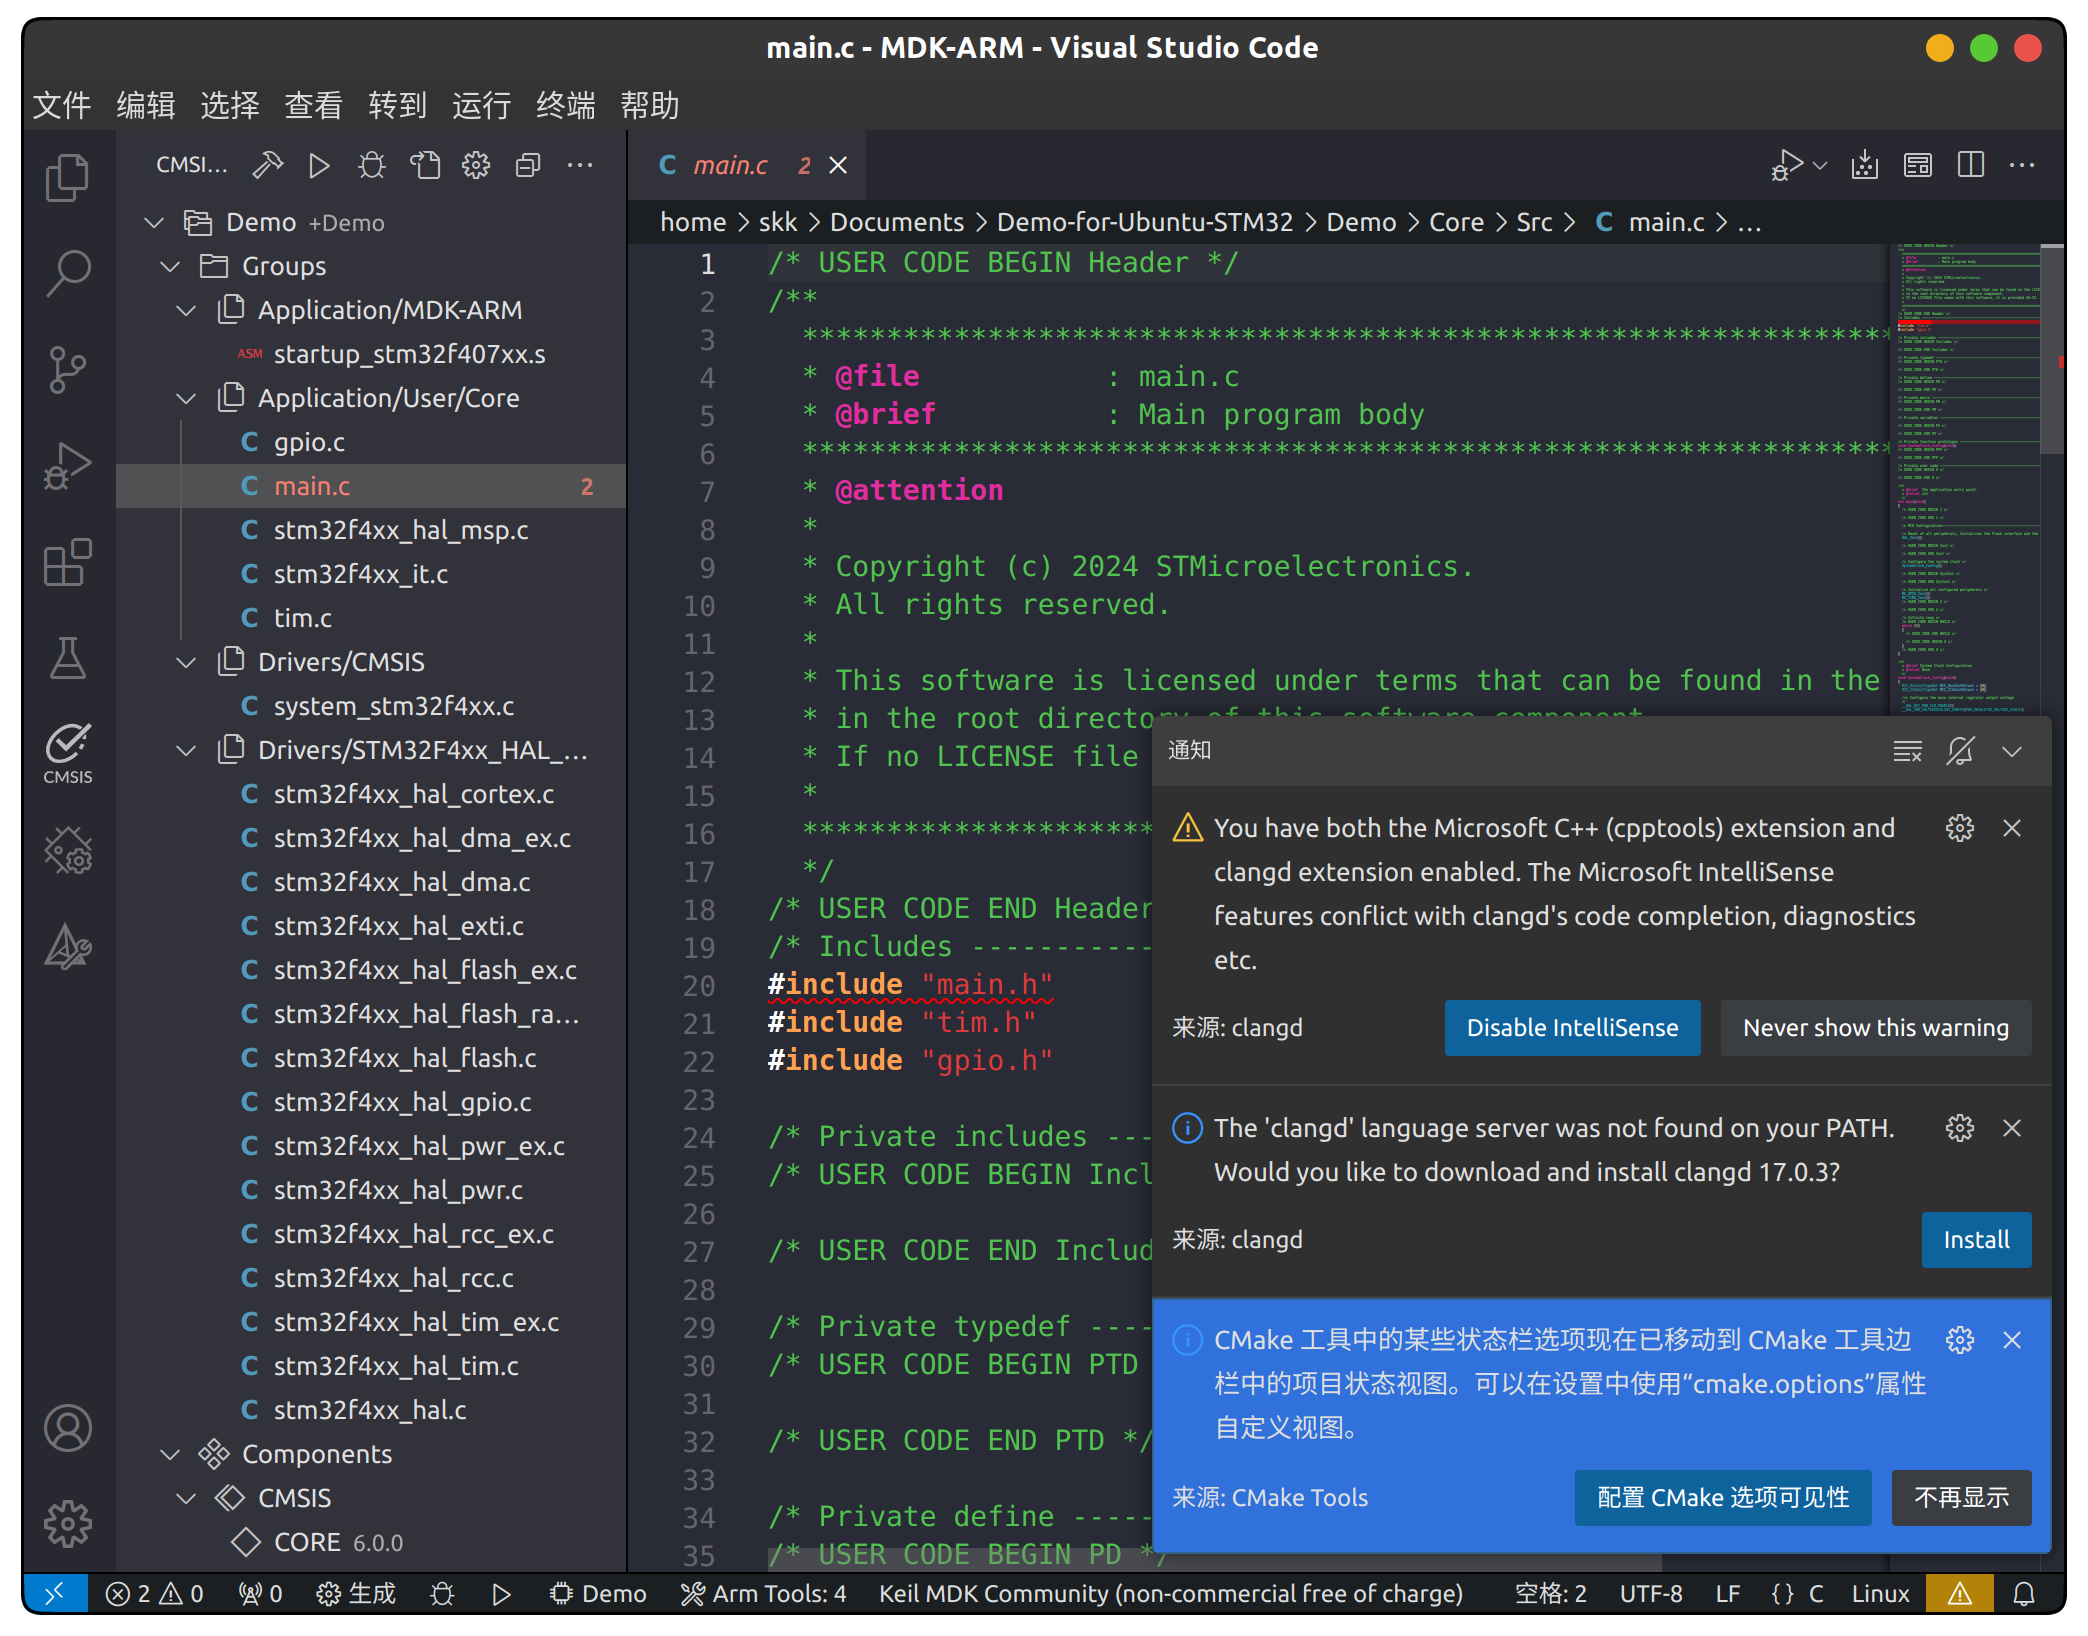 main.c - MDK-ARM - Visual Studio Code
文件 编辑 选择 查看 转到 运行 终端 帮助
CMSI...
main.c 2
Demo +Demo
Groups
Application/MDK-ARM
ASM startup_stm32f407xx.s
Application/User/Core
C gpio.c
C main.c 2
C stm32f4xx_hal_msp.c
C stm32f4xx_it.c
C tim.c
Drivers/CMSIS
C system_stm32f4xx.c
Drivers/STM32F4xx_HAL_...
C stm32f4xx_hal_cortex.c
C stm32f4xx_hal_dma_ex.c
C stm32f4xx_hal_dma.c
C stm32f4xx_hal_exti.c
C stm32f4xx_hal_flash_ex.c
C stm32f4xx_hal_flash_ra...
C stm32f4xx_hal_flash.c
C stm32f4xx_hal_gpio.c
C stm32f4xx_hal_pwr_ex.c
C stm32f4xx_hal_pwr.c
C stm32f4xx_hal_rcc_ex.c
C stm32f4xx_hal_rcc.c
C stm32f4xx_hal_tim_ex.c
C stm32f4xx_hal_tim.c
C stm32f4xx_hal.c
Components
CMSIS
CORE 6.0.0
CMSIS
home > skk > Documents > Demo-for-Ubuntu-STM32 > Demo > Core > Src > C main.c > ...
1 /* USER CODE BEGIN Header */
2 /**
3 ****************************************************************
4 * @file : main.c
5 * @brief : Main program body
6 ****************************************************************
7 * @attention
8 *
9 * Copyright (c) 2024 STMicroelectronics.
10 * All rights reserved.
11 *
12 * This software is licensed under terms that can be found in the
13 * in the root directory of this software component.
14 * If no LICENSE file
15 *
16 *********************
17 */
18 /* USER CODE END Header
19 /* Includes -----------
20 #include "main.h"
21 #include "tim.h"
22 #include "gpio.h"
23
24 /* Private includes ---
25 /* USER CODE BEGIN Incl
26
27 /* USER CODE END Includ
28
29 /* Private typedef ----
30 /* USER CODE BEGIN PTD
31
32 /* USER CODE END PTD */
33
34 /* Private define -----
35 /* USER CODE BEGIN PD */
通知
You have both the Microsoft C++ (cpptools) extension and
clangd extension enabled. The Microsoft IntelliSense
features conflict with clangd's code completion, diagnostics
etc.
来源: clangd Disable IntelliSense Never show this warning
The 'clangd' language server was not found on your PATH.
Would you like to download and install clangd 17.0.3?
来源: clangd Install
CMake 工具中的某些状态栏选项现在已移动到 CMake 工具边
栏中的项目状态视图。可以在设置中使用“cmake.options”属性
自定义视图。
来源: CMake Tools 配置 CMake 选项可见性 不再显示
2 0 0 生成 Demo Arm Tools: 4 Keil MDK Community (non-commercial free of charge) 空格: 2 UTF-8 LF {} C Linux